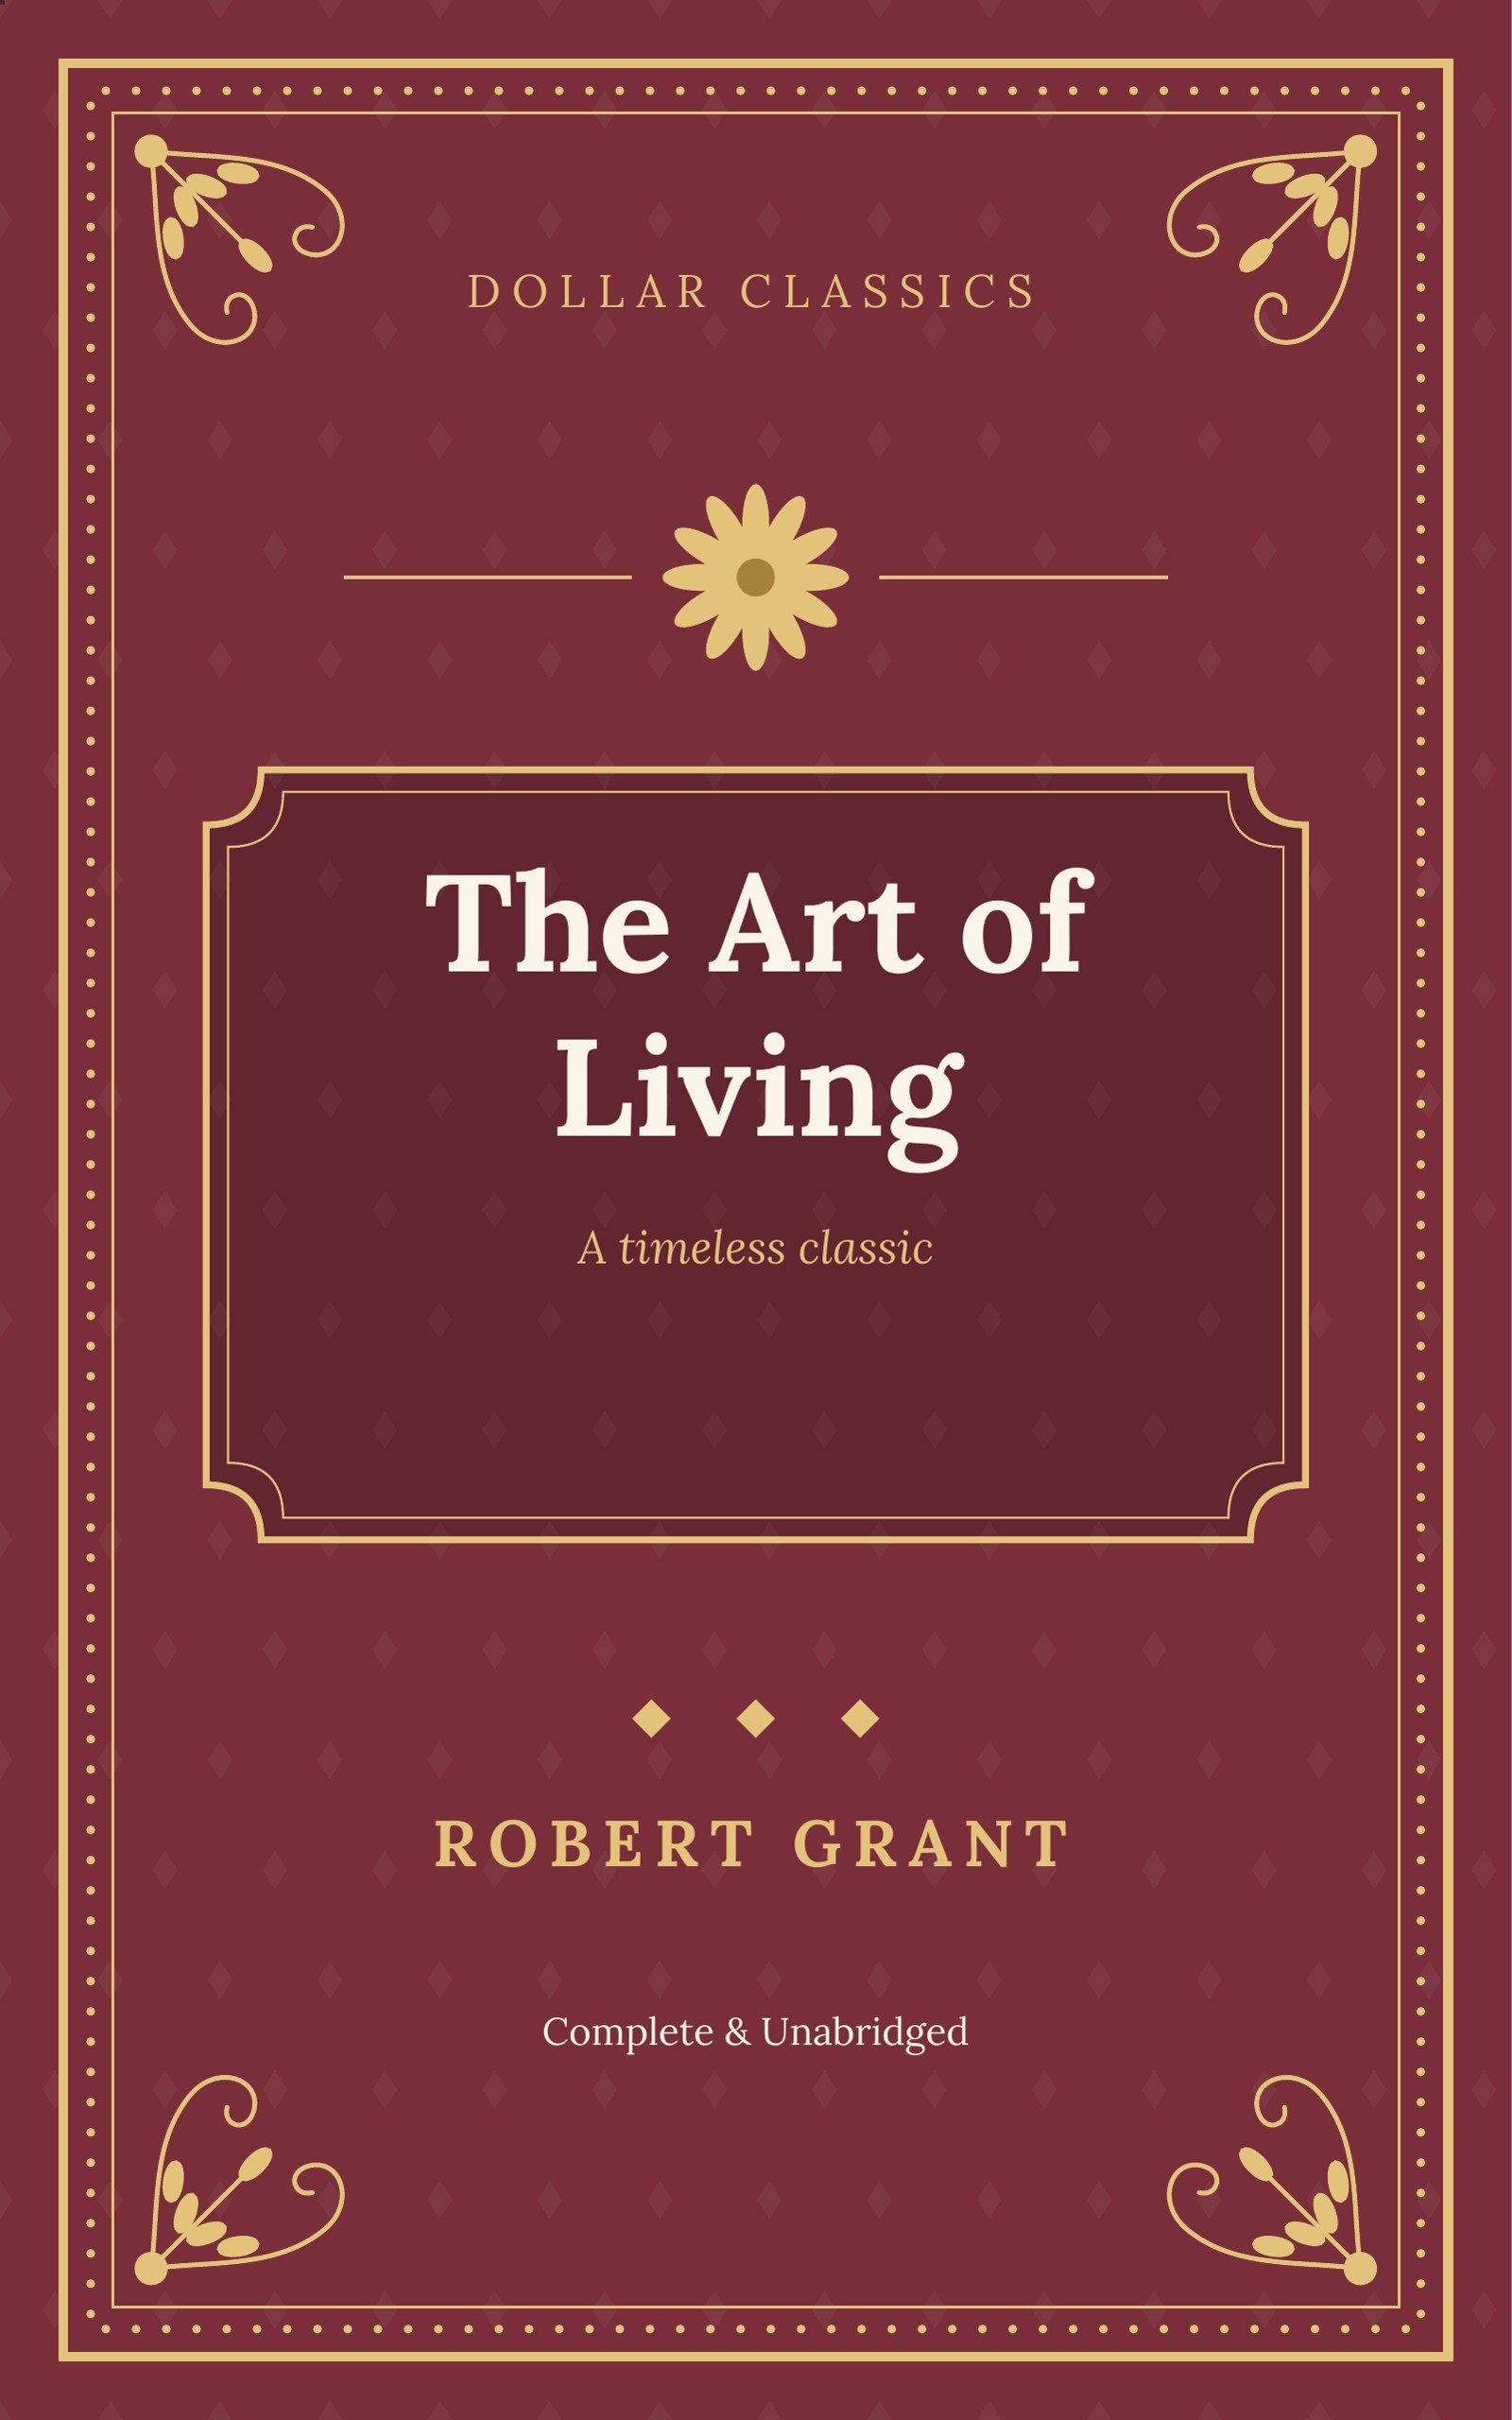 DOLLAR CLASSICS
The Art of
Living
A timeless classic
ROBERT GRANT
Complete & Unabridged